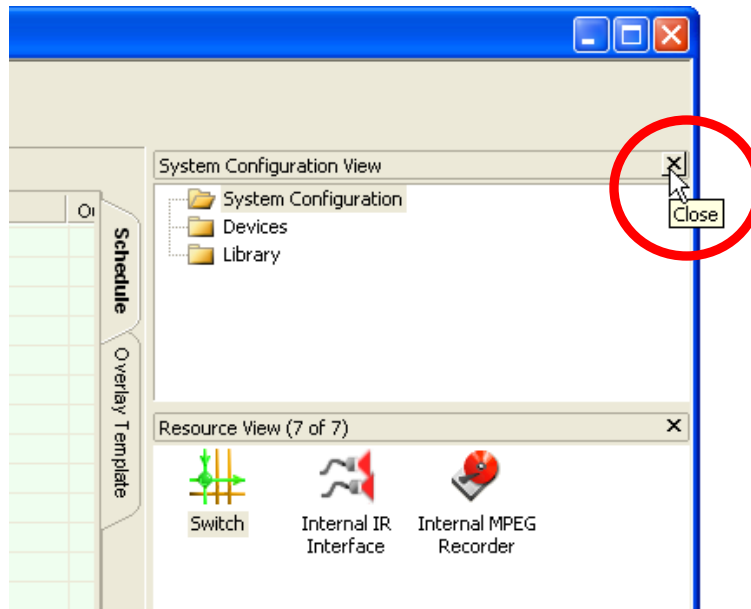 System Configuration View
Close
System Configuration
Devices
Library
Schedule
Overlay Template
Resource View (7 of 7)
Switch
Internal IR
Interface
Internal MPEG
Recorder